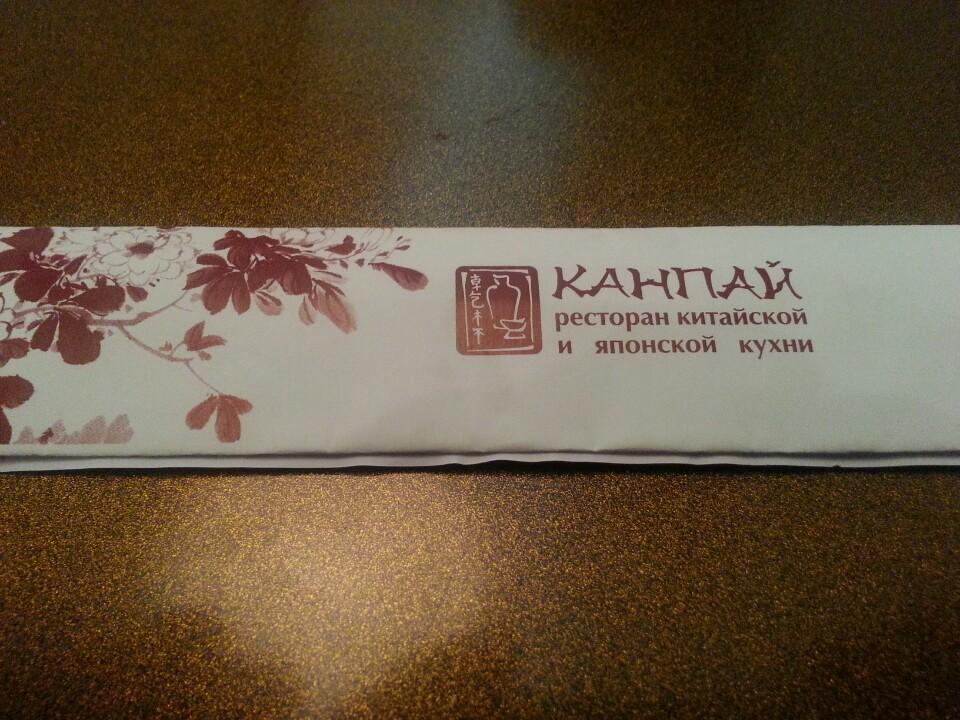 КАНПАЙ
ресторан китайской
и японской кухни